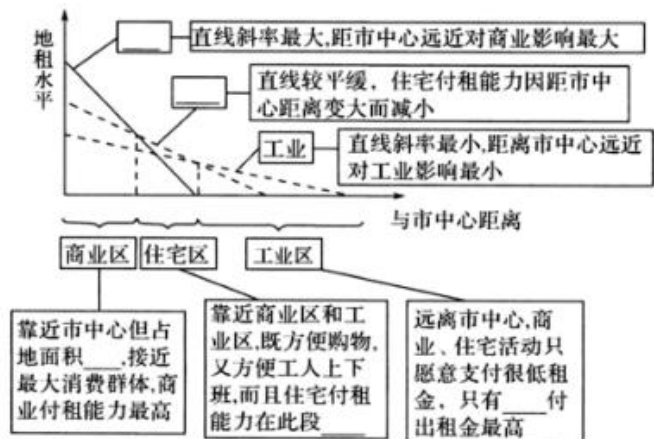 地租水平
____
直线斜率最大,距市中心远近对商业影响最大
____
直线较平缓，住宅付租能力因距市中
心距离变大而减小
工业
直线斜率最小,距离市中心远近
对工业影响最小
与市中心距离
商业区
住宅区
工业区
靠近市中心但占
地面积____,接近
最大消费群体,商
业付租能力最高
靠近商业区和工
业区,既方便购物,
又方便工人上下
班,而且住宅付租
能力在此段____
远离市中心,商
业、住宅活动只
愿意支付很低租
金，只有____付
出租金最高